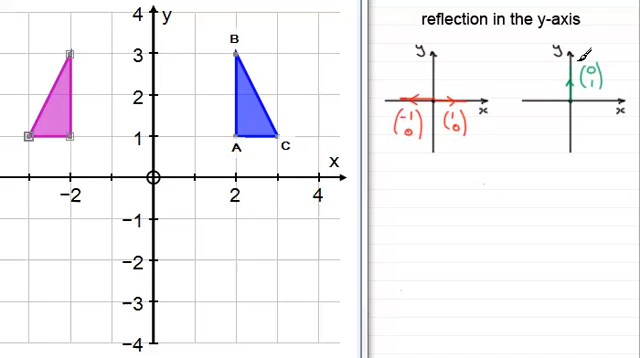 reflection in the y-axis
y
4
3
2
1
−1
−2
−3
−4
−2
2
4
x
B
A
C
y
x
(−1 0)
(1 0)
y
x
(0 1)